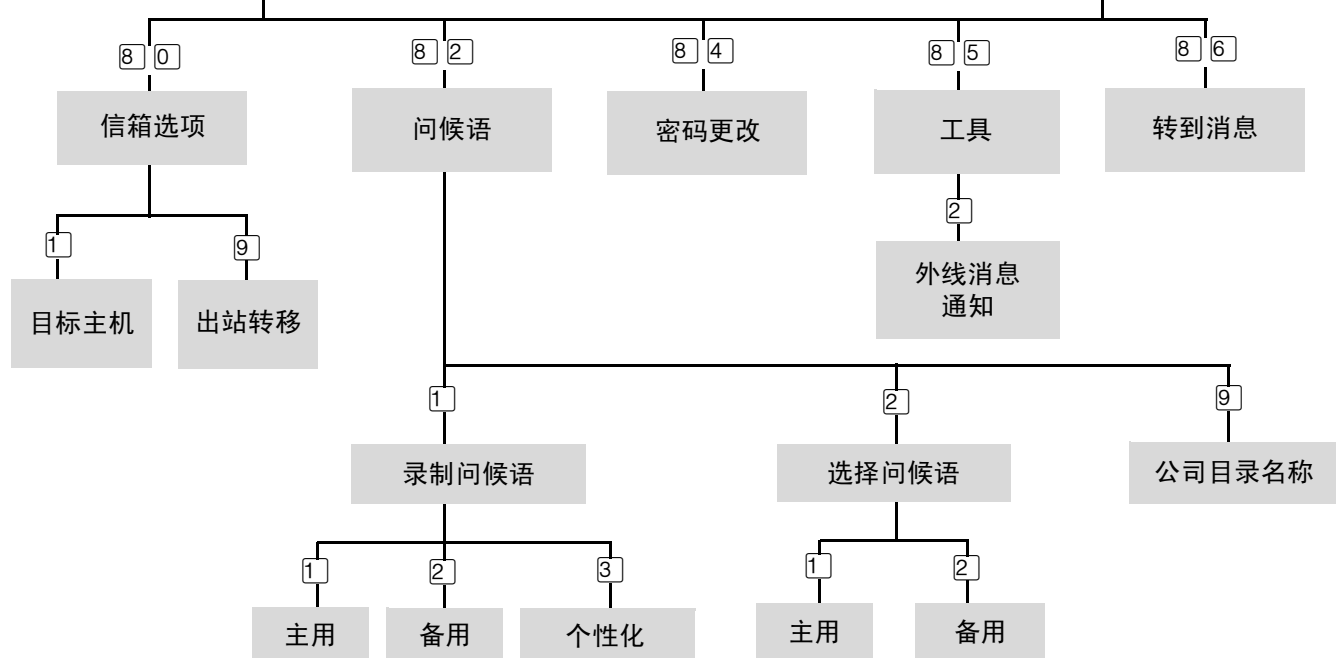 8 0
8 2
8 4
8 5
8 6
信箱选项
问候语
密码更改
工具
转到消息
1
9
2
目标主机
出站转移
外线消息
通知
1
2
9
录制问候语
选择问候语
公司目录名称
1
2
3
1
2
主用
备用
个性化
主用
备用